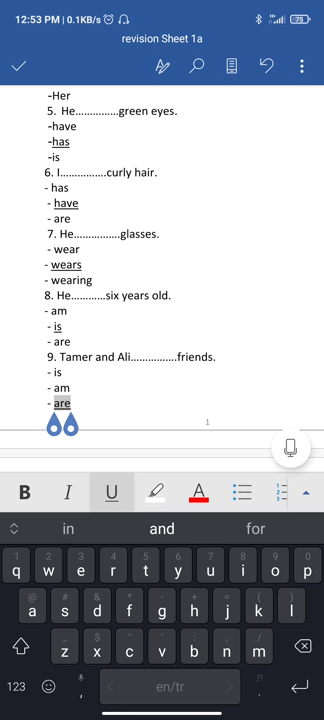 12:53 PM | 0.1KB/s
75
revision Sheet 1a
-Her
5. He……………green eyes.
-have
-has
-is
6. I…………….curly hair.
- has
- have
- are
7. He…………….glasses.
- wear
- wears
- wearing
8. He…………six years old.
- am
- is
- are
9. Tamer and Ali…………….friends.
- is
- am
- are
1
B I U A
in and for
1 2 3 4 5 6 7 8 9 0
q w e r t y u i o p
@ # & * - + = ( )
a s d f g h j k l
_ $ " ' : ; /
z x c v b n m
123 , en/tr .